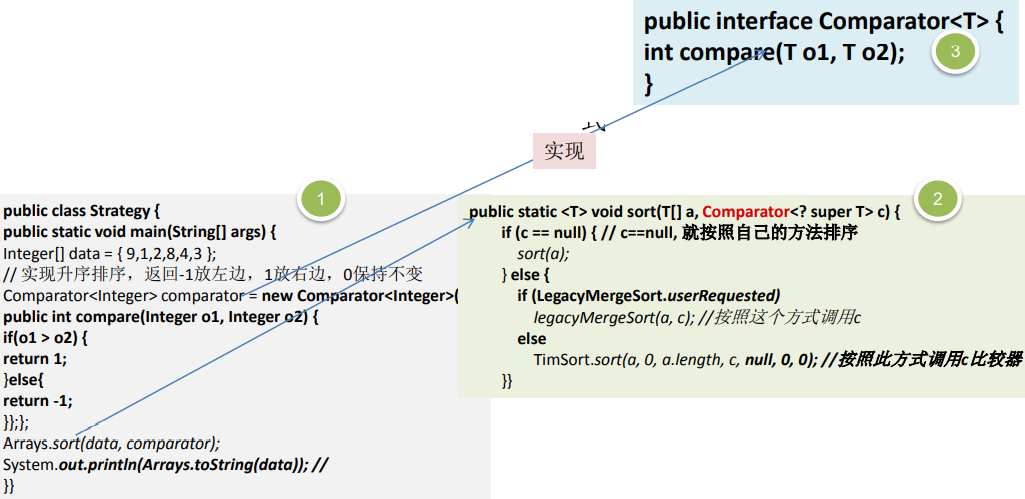 public interface Comparator<T> {
int compare(T o1, T o2);
}
3
实现
1
public class Strategy {
public static void main(String[] args) {
Integer[] data = { 9,1,2,8,4,3 };
// 实现升序排序，返回-1放左边，1放右边，0保持不变
Comparator<Integer> comparator = new Comparator<Integer>(
public int compare(Integer o1, Integer o2) {
if(o1 > o2) {
return 1;
}else{
return -1;
}};};
Arrays.sort(data, comparator);
System.out.println(Arrays.toString(data)); //
}}
2
public static <T> void sort(T[] a, Comparator<? super T> c) {
if (c == null) { // c==null, 就按照自己的方法排序
sort(a);
} else {
if (LegacyMergeSort.userRequested)
legacyMergeSort(a, c); //按照这个方式调用c
else
TimSort.sort(a, 0, a.length, c, null, 0, 0); //按照此方式调用c比较器
}}